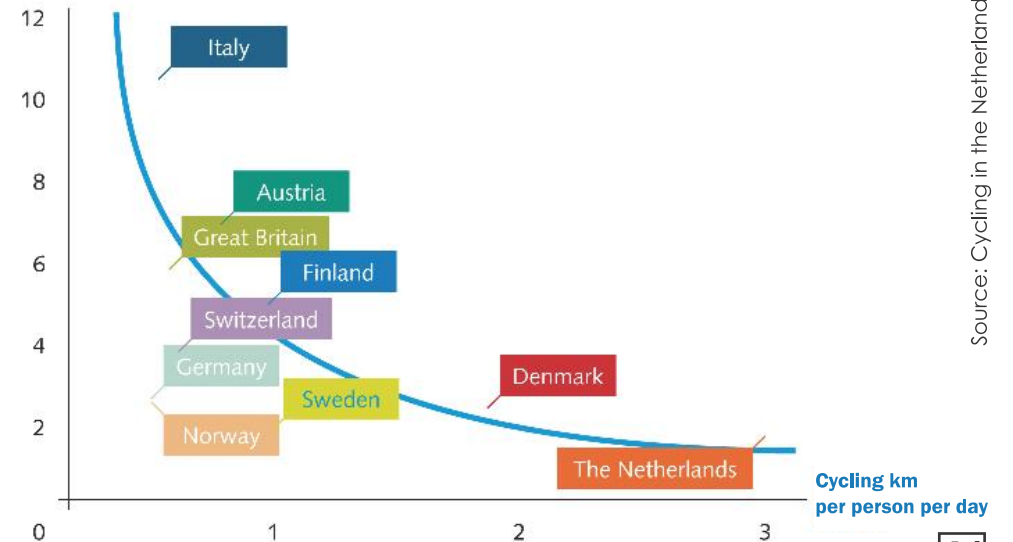 12
Italy
10
Austria
8
Great Britain
6
Finland
Switzerland
4
Germany
Denmark
Sweden
2
Norway
The Netherlands
Cycling km
per person per day
0
1
2
3
Source: Cycling in the Netherland